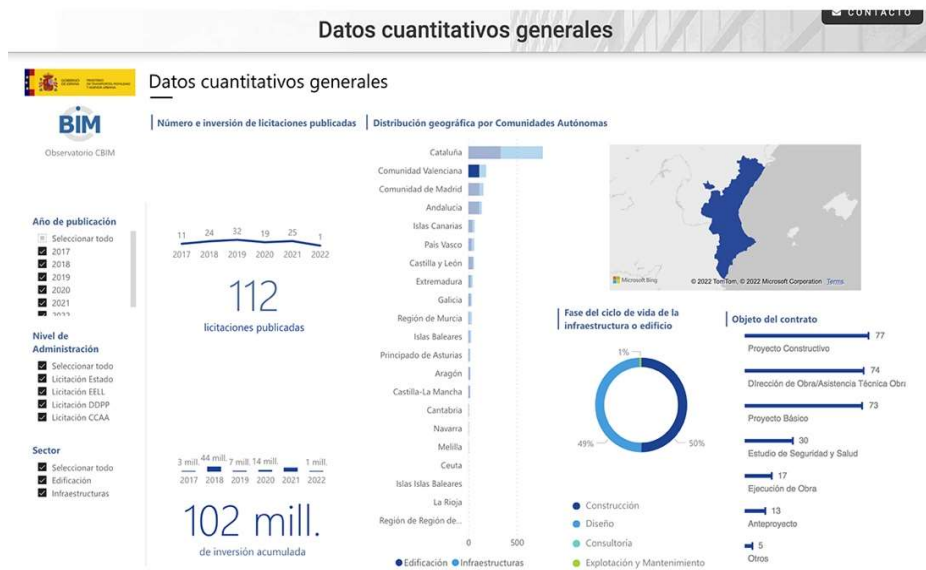 CONTACTO
Datos cuantitativos generales
Datos cuantitativos generales
GOBIERNO
DE ESPAÑA
MINISTERIO
BIM
Observatorio CBIM
Año de publicación
Seleccionar todo
2017
2018
2019
2020
2021
2022
Nivel de
Administración
Seleccionar todo
Licitación Estado
Licitación EELL
Licitación DDPP
Licitación CCAA
Sector
Seleccionar todo
Edificación
Infraestructuras
Número e inversión de licitaciones publicadas
11 24 32 19 25 1
2017 2018 2019 2020 2021 2022
112
licitaciones publicadas
3 mill. 44 mill. 7 mill. 14 mill. 1 mill.
2017 2018 2019 2020 2021 2022
102 mill.
de inversión acumulada
Distribución geográfica por Comunidades Autónomas
Cataluña
Comunidad Valenciana
Comunidad de Madrid
Andalucía
Islas Canarias
País Vasco
Castilla y León
Extremadura
Galicia
Región de Murcia
Islas Baleares
Principado de Asturias
Aragón
Castilla-La Mancha
Cantabria
Navarra
Melilla
Ceuta
Islas Islas Baleares
La Rioja
Región de Región de...
0 500
Edificación Infraestructuras
Microsoft Bing
© 2022 TomTom, © 2022 Microsoft Corporation Terms
Fase del ciclo de vida de la
infraestructura o edificio
1%
49% 50%
Construcción
Diseño
Consultoría
Explotación y Mantenimiento
Objeto del contrato
77
Proyecto Constructivo
74
Dirección de Obra/Asistencia Técnica Obra
73
Proyecto Básico
30
Estudio de Seguridad y Salud
17
Ejecución de Obra
13
Anteproyecto
5
Otros